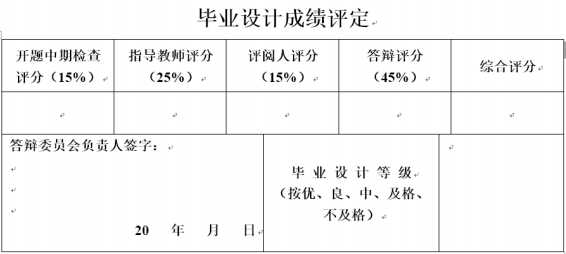 毕业设计成绩评定
开题中期检查
评分（15%）
指导教师评分
（25%）
评阅人评分
（15%）
答辩评分
（45%）
综合评分
答辩委员会负责人签字：
20 年 月 日
毕 业 设 计 等 级
（按优、良、中、及格、
不及格）